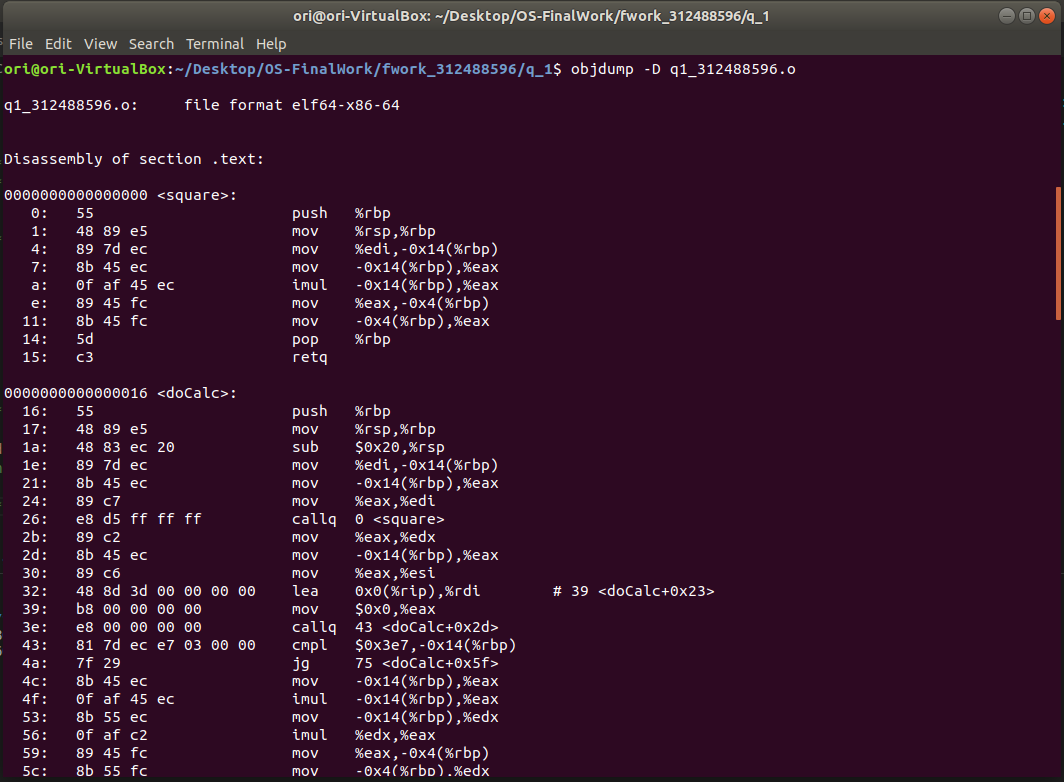 ori@ori-VirtualBox: ~/Desktop/OS-FinalWork/fwork_312488596/q_1
File Edit View Search Terminal Help
ori@ori-VirtualBox:~/Desktop/OS-FinalWork/fwork_312488596/q_1$ objdump -D q1_312488596.o
q1_312488596.o:     file format elf64-x86-64
Disassembly of section .text:
0000000000000000 <square>:
   0:   55                      push   %rbp
   1:   48 89 e5                mov    %rsp,%rbp
   4:   89 7d ec                mov    %edi,-0x14(%rbp)
   7:   8b 45 ec                mov    -0x14(%rbp),%eax
   a:   0f af 45 ec             imul   -0x14(%rbp),%eax
   e:   89 45 fc                mov    %eax,-0x4(%rbp)
  11:   8b 45 fc                mov    -0x4(%rbp),%eax
  14:   5d                      pop    %rbp
  15:   c3                      retq
0000000000000016 <doCalc>:
  16:   55                      push   %rbp
  17:   48 89 e5                mov    %rsp,%rbp
  1a:   48 83 ec 20             sub    $0x20,%rsp
  1e:   89 7d ec                mov    %edi,-0x14(%rbp)
  21:   8b 45 ec                mov    -0x14(%rbp),%eax
  24:   89 c7                   mov    %eax,%edi
  26:   e8 d5 ff ff ff          callq  0 <square>
  2b:   89 c2                   mov    %eax,%edx
  2d:   8b 45 ec                mov    -0x14(%rbp),%eax
  30:   89 c6                   mov    %eax,%esi
  32:   48 8d 3d 00 00 00 00    lea    0x0(%rip),%rdi        # 39 <doCalc+0x23>
  39:   b8 00 00 00 00          mov    $0x0,%eax
  3e:   e8 00 00 00 00          callq  43 <doCalc+0x2d>
  43:   81 7d ec e7 03 00 00    cmpl   $0x3e7,-0x14(%rbp)
  4a:   7f 29                   jg     75 <doCalc+0x5f>
  4c:   8b 45 ec                mov    -0x14(%rbp),%eax
  4f:   0f af 45 ec             imul   -0x14(%rbp),%eax
  53:   8b 55 ec                mov    -0x14(%rbp),%edx
  56:   0f af c2                imul   %edx,%eax
  59:   89 45 fc                mov    %eax,-0x4(%rbp)
  5c:   8b 55 fc                mov    -0x4(%rbp),%edx